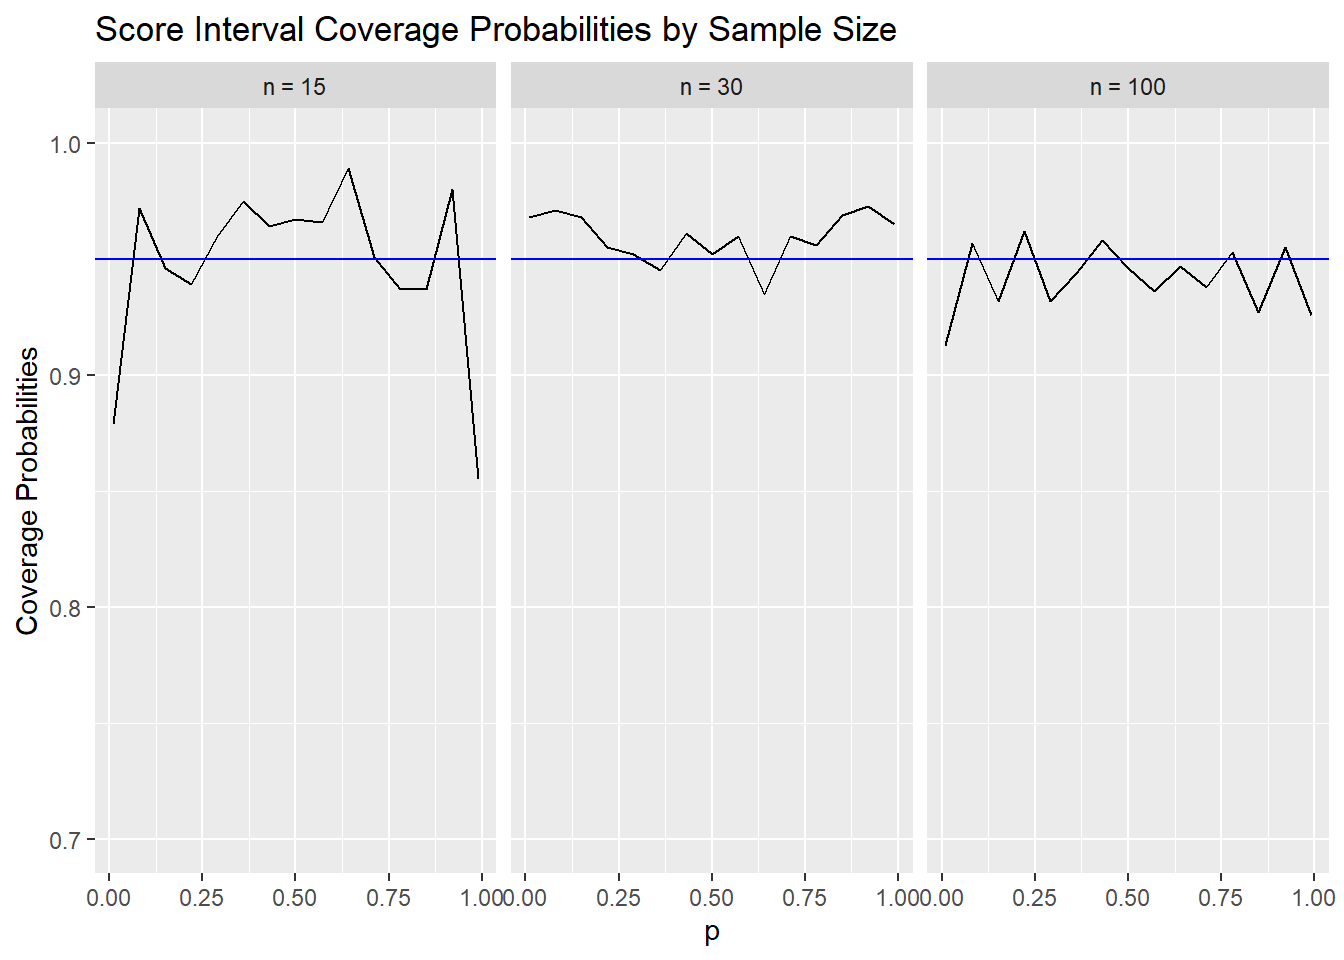 Score Interval Coverage Probabilities by Sample Size
n = 15
n = 30
n = 100
Coverage Probabilities
1.0
0.9
0.8
0.7
0.00 0.25 0.50 0.75 1.00
0.00 0.25 0.50 0.75 1.00
0.00 0.25 0.50 0.75 1.00
p